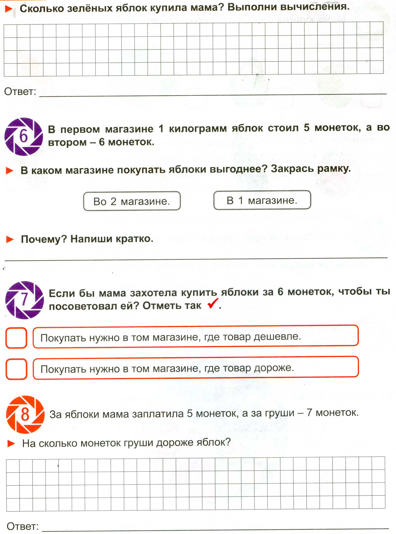 ► Сколько зелёных яблок купила мама? Выполни вычисления.
Ответ:
6
В первом магазине 1 килограмм яблок стоил 5 монеток, а во
втором – 6 монеток.
► В каком магазине покупать яблоки выгоднее? Закрась рамку.
Во 2 магазине.
В 1 магазине.
► Почему? Напиши кратко.
7
Если бы мама захотела купить яблоки за 6 монеток, чтобы ты
посоветовал ей? Отметь так ✓.
Покупать нужно в том магазине, где товар дешевле.
Покупать нужно в том магазине, где товар дороже.
8
За яблоки мама заплатила 5 монеток, а за груши – 7 монеток.
► На сколько монеток груши дороже яблок?
Ответ: